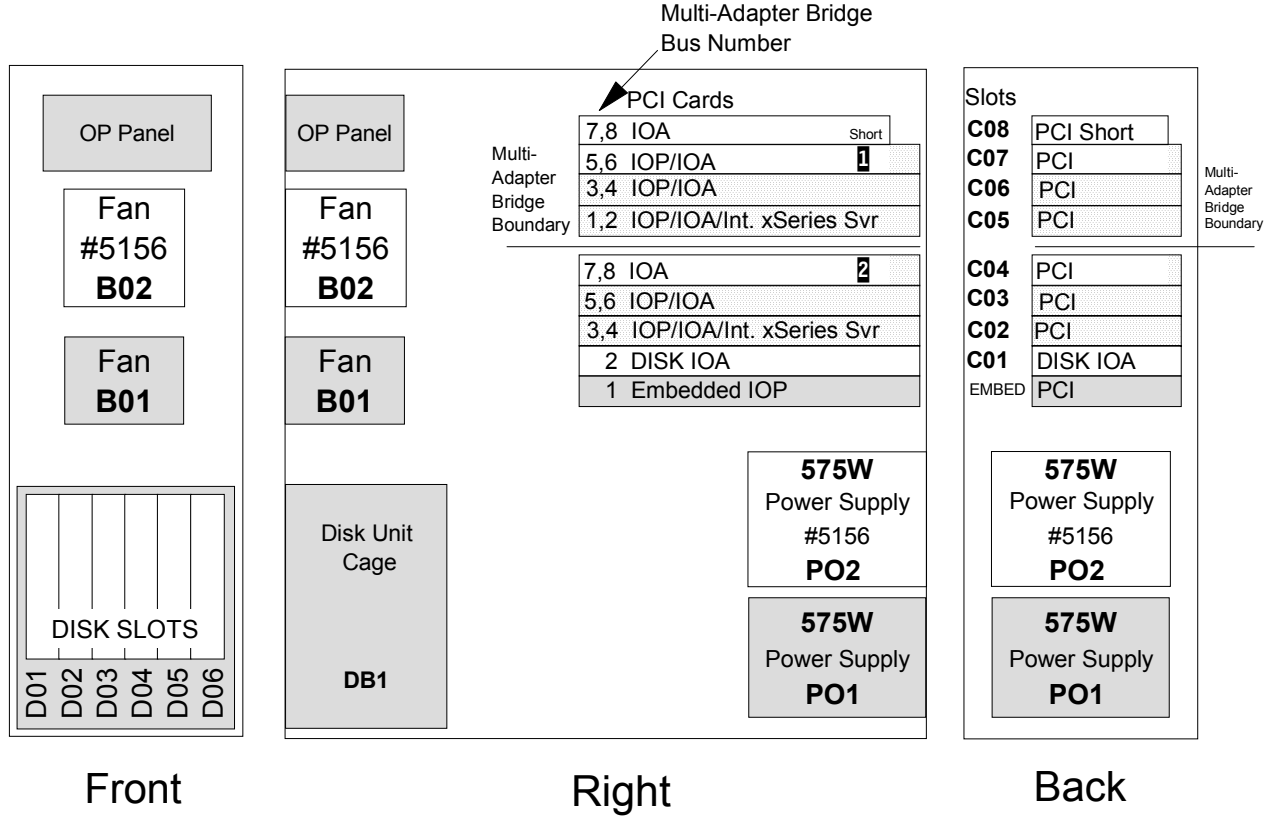 Multi-Adapter Bridge
Bus Number
OP Panel
Fan
#5156
B02
Fan
B01
DISK SLOTS
D01
D02
D03
D04
D05
D06
Front
OP Panel
Fan
#5156
B02
Fan
B01
Disk Unit
Cage
DB1
Multi-
Adapter
Bridge
Boundary
PCI Cards
7,8 IOA Short
5,6 IOP/IOA 1
3,4 IOP/IOA
1,2 IOP/IOA/Int. xSeries Svr
7,8 IOA 2
5,6 IOP/IOA
3,4 IOP/IOA/Int. xSeries Svr
2 DISK IOA
1 Embedded IOP
575W
Power Supply
#5156
PO2
575W
Power Supply
PO1
Right
Slots
C08 PCI Short
C07 PCI
C06 PCI
C05 PCI
C04 PCI
C03 PCI
C02 PCI
C01 DISK IOA
EMBED PCI
Multi-
Adapter
Bridge
Boundary
575W
Power Supply
#5156
PO2
575W
Power Supply
PO1
Back